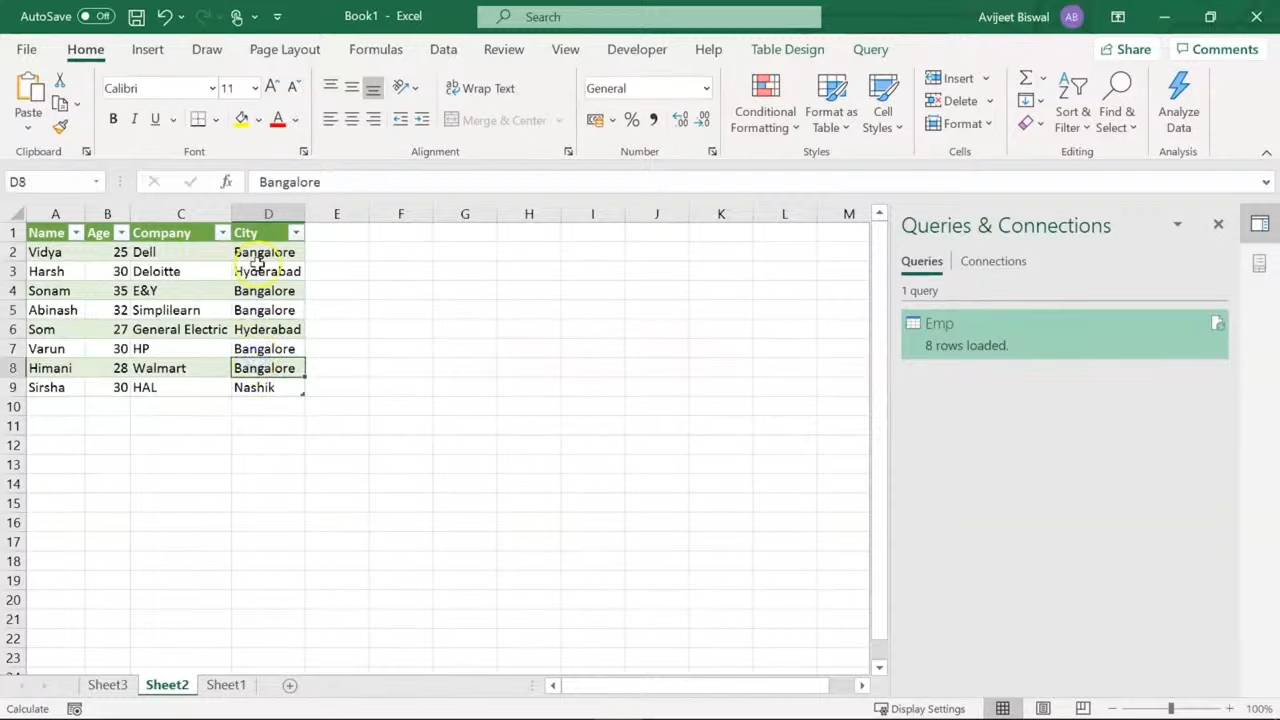 AutoSave Off Book1 - Excel Search Avijeet Biswal AB
File Home Insert Draw Page Layout Formulas Data Review View Developer Help Table Design Query Share Comments
Paste
Clipboard
Calibri 11
A^ A˅
B I U A
Font
Wrap Text
Merge & Center
Alignment
General
%
Number
Conditional Formatting
Format as Table
Cell Styles
Styles
Insert
Delete
Format
Cells
Sort & Filter
Find & Select
Editing
Analyze Data
Analysis
D8 fx Bangalore
A B C D E F G H I J K L M
1 Name Age Company City
2 Vidya 25 Dell Bangalore
3 Harsh 30 Deloitte Hyderabad
4 Sonam 35 E&Y Bangalore
5 Abinash 32 Simplilearn Bangalore
6 Som 27 General Electric Hyderabad
7 Varun 30 HP Bangalore
8 Himani 28 Walmart Bangalore
9 Sirsha 30 HAL Nashik
10
11
12
13
14
15
16
17
18
19
20
21
22
23
Queries & Connections
Queries Connections
1 query
Emp
8 rows loaded.
Sheet3 Sheet2 Sheet1
Calculate Display Settings 100%